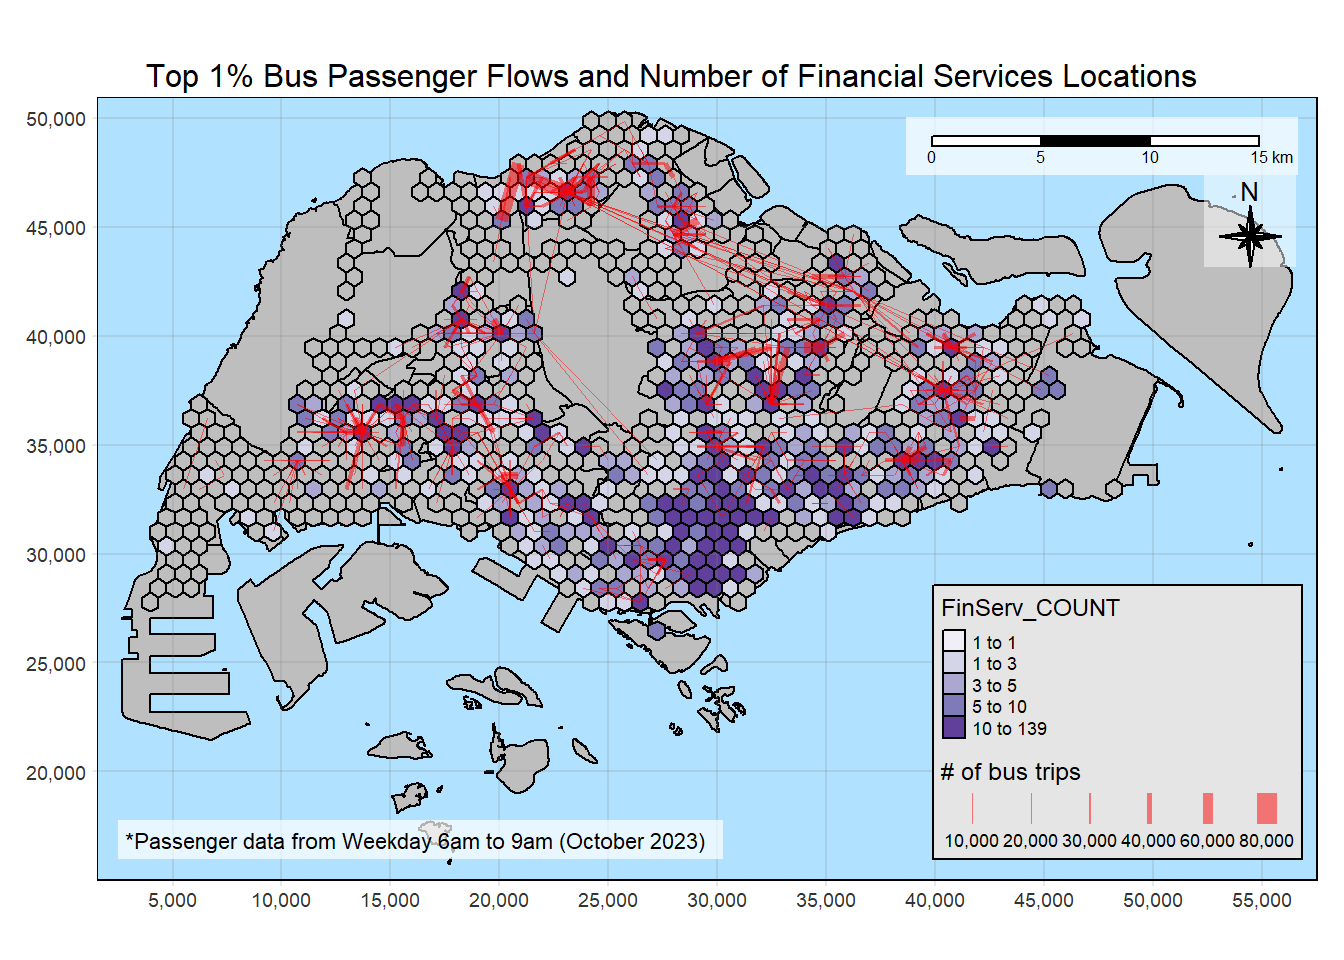 Top 1% Bus Passenger Flows and Number of Financial Services Locations
50,000
45,000
40,000
35,000
30,000
25,000
20,000
0 5 10 15 km
N
FinServ_COUNT
1 to 1
1 to 3
3 to 5
5 to 10
10 to 139
# of bus trips
10,000 20,000 30,000 40,000 60,000 80,000
*Passenger data from Weekday 6am to 9am (October 2023)
5,000 10,000 15,000 20,000 25,000 30,000 35,000 40,000 45,000 50,000 55,000